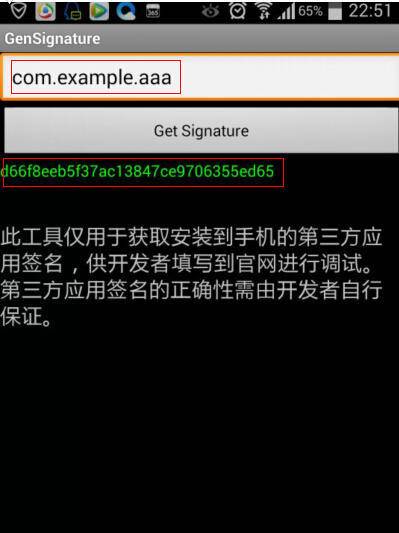 365
65%
22:51
GenSignature
com.example.aaa
Get Signature
d66f8eeb5f37ac13847ce9706355ed65
此工具仅用于获取安装到手机的第三方应
用签名，供开发者填写到官网进行调试。
第三方应用签名的正确性需由开发者自行
保证。